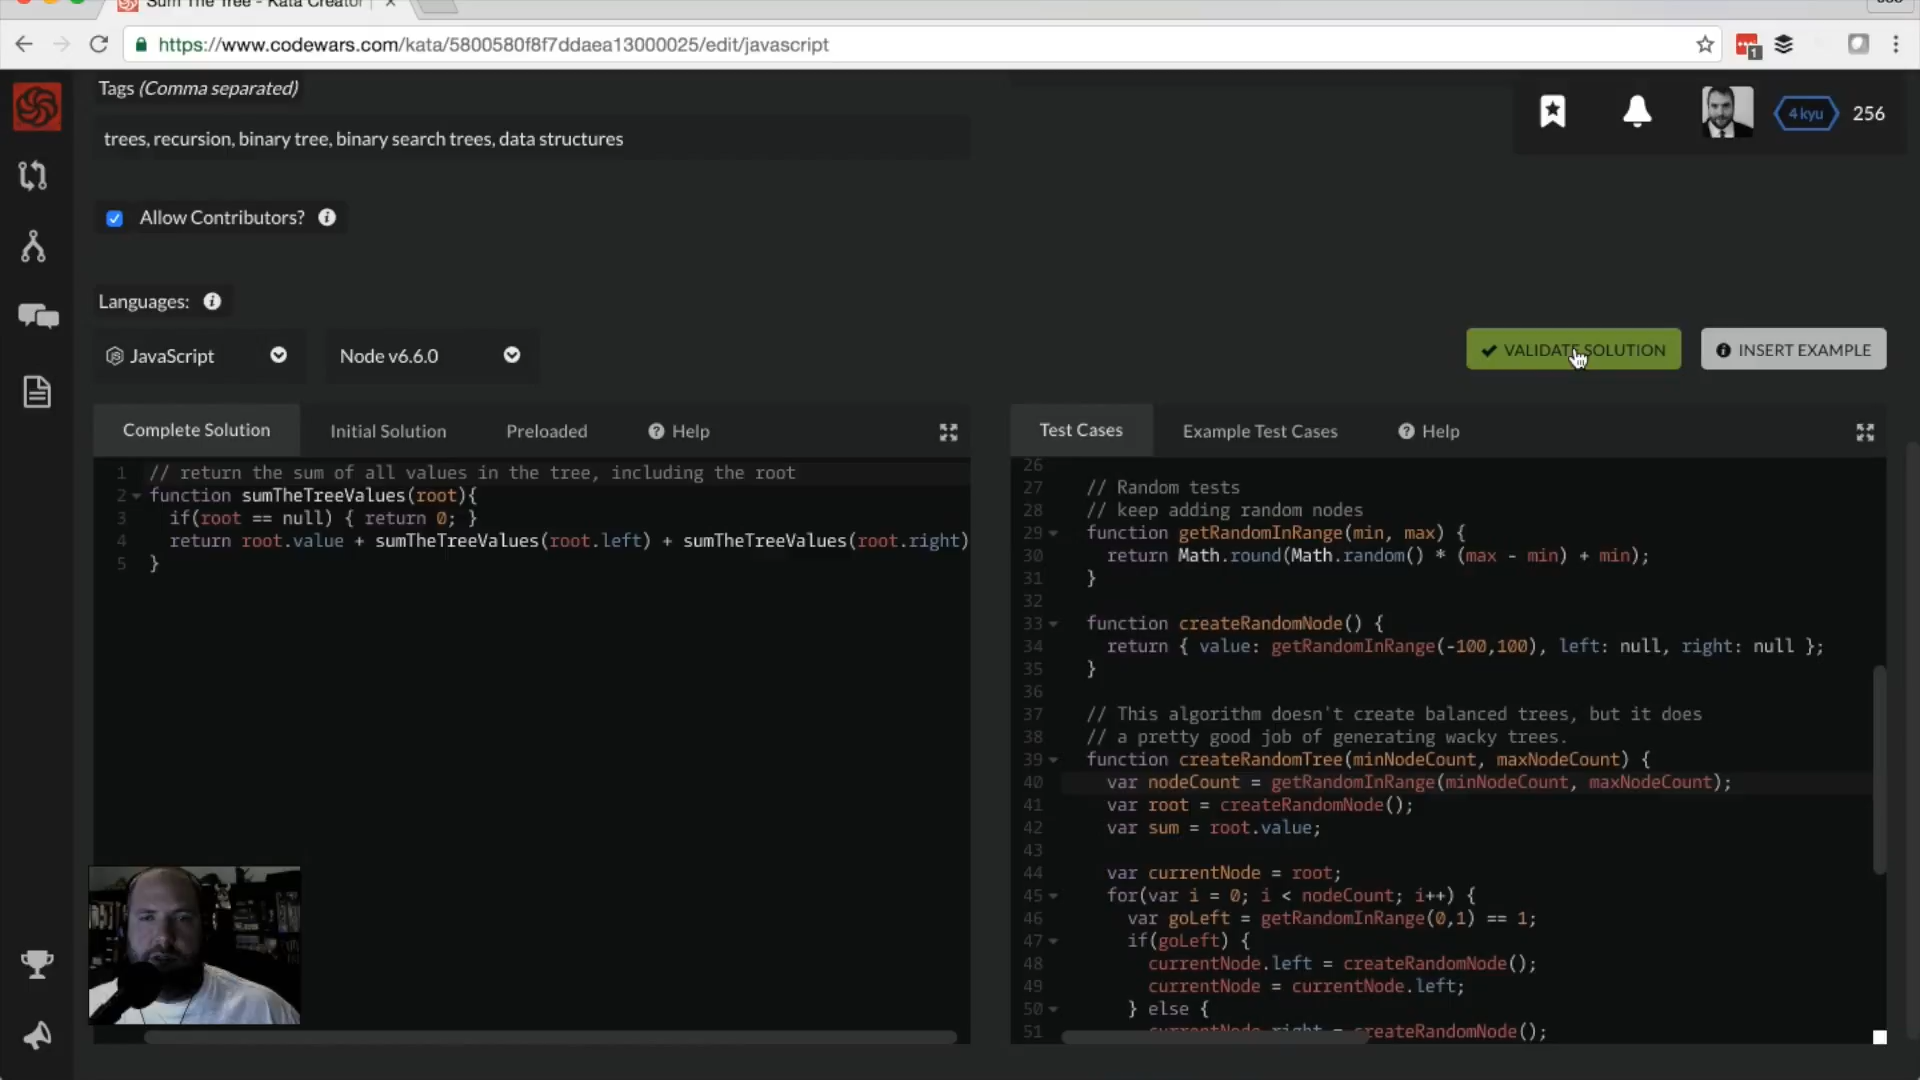 Sum The Tree - Kata Creator
https://www.codewars.com/kata/5800580f8f7ddaea13000025/edit/javascript
1
Tags (Comma separated)
trees, recursion, binary tree, binary search trees, data structures
4 kyu
256
Allow Contributors?
Languages:
JavaScript
Node v6.6.0
VALIDATE SOLUTION
INSERT EXAMPLE
Complete Solution
Initial Solution
Preloaded
Help
1 // return the sum of all values in the tree, including the root
2 function sumTheTreeValues(root){
3 if(root == null) { return 0; }
4 return root.value + sumTheTreeValues(root.left) + sumTheTreeValues(root.right)
5 }
Test Cases
Example Test Cases
Help
26
27 // Random tests
28 // keep adding random nodes
29 function getRandomInRange(min, max) {
30 return Math.round(Math.random() * (max - min) + min);
31 }
32
33 function createRandomNode() {
34 return { value: getRandomInRange(-100,100), left: null, right: null };
35 }
36
37 // This algorithm doesn't create balanced trees, but it does
38 // a pretty good job of generating wacky trees.
39 function createRandomTree(minNodeCount, maxNodeCount) {
40 var nodeCount = getRandomInRange(minNodeCount, maxNodeCount);
41 var root = createRandomNode();
42 var sum = root.value;
43
44 var currentNode = root;
45 for(var i = 0; i < nodeCount; i++) {
46 var goLeft = getRandomInRange(0,1) == 1;
47 if(goLeft) {
48 currentNode.left = createRandomNode();
49 currentNode = currentNode.left;
50 } else {
51 currentNode.right = createRandomNode();